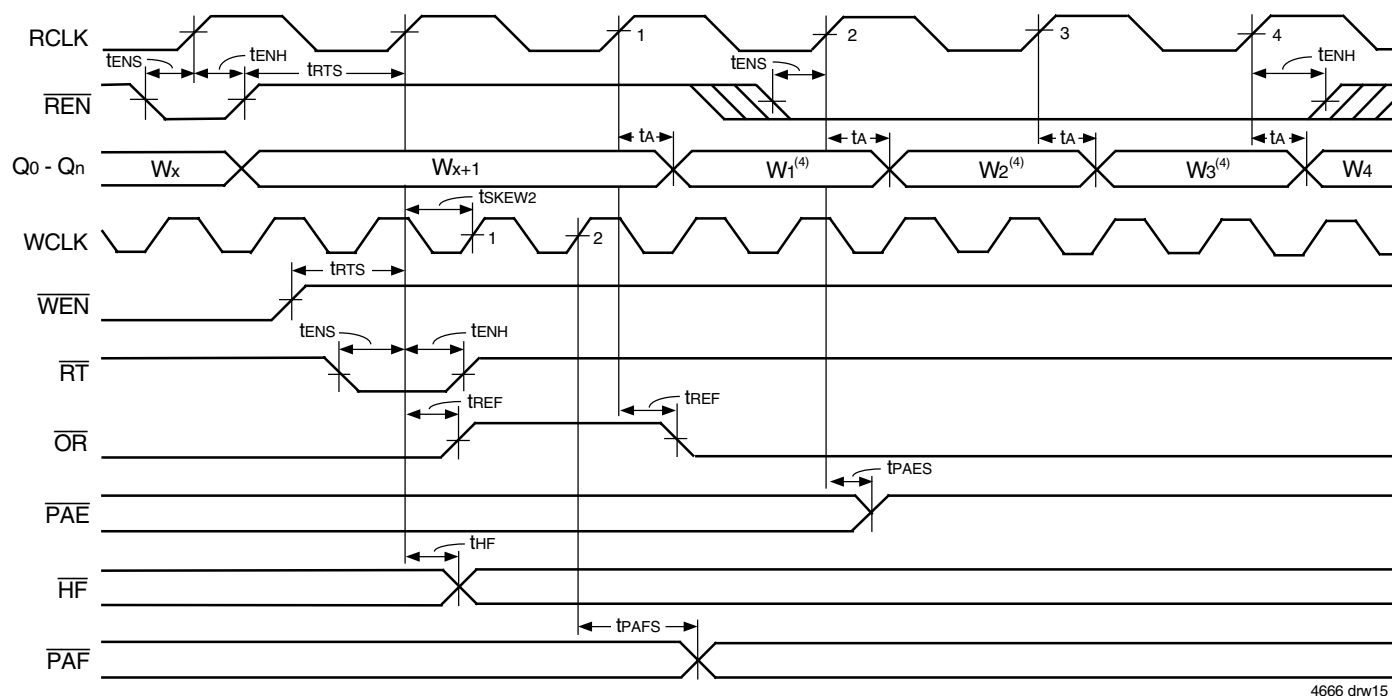 RCLK
1
2
3
4
tENS
tENH
tRTS
tENS
tENH
REN
tA
tA
tA
tA
Q0 - Qn
Wx
Wx+1
W1(4)
W2(4)
W3(4)
W4
tSKEW2
WCLK
1
2
tRTS
WEN
tENS
tENH
RT
tREF
tREF
OR
tPAES
PAE
tHF
HF
tPAFS
PAF
4666 drw15